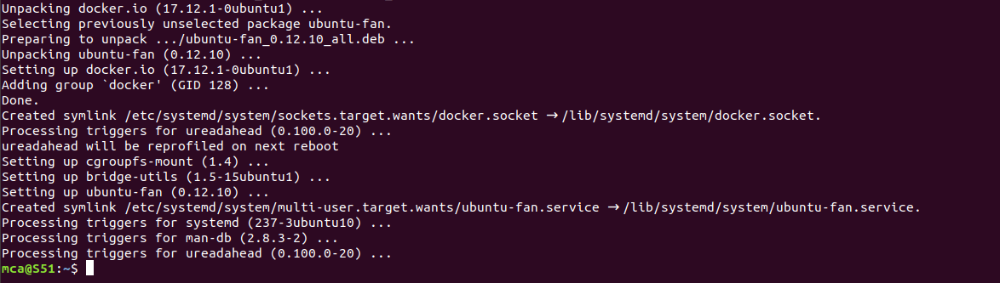 Unpacking docker.io (17.12.1-0ubuntu1) ...
Selecting previously unselected package ubuntu-fan.
Preparing to unpack .../ubuntu-fan_0.12.10_all.deb ...
Unpacking ubuntu-fan (0.12.10) ...
Setting up docker.io (17.12.1-0ubuntu1) ...
Adding group `docker' (GID 128) ...
Done.
Created symlink /etc/systemd/system/sockets.target.wants/docker.socket → /lib/systemd/system/docker.socket.
Processing triggers for ureadahead (0.100.0-20) ...
ureadahead will be reprofiled on next reboot
Setting up cgroupfs-mount (1.4) ...
Setting up bridge-utils (1.5-15ubuntu1) ...
Setting up ubuntu-fan (0.12.10) ...
Created symlink /etc/systemd/system/multi-user.target.wants/ubuntu-fan.service → /lib/systemd/system/ubuntu-fan.service.
Processing triggers for systemd (237-3ubuntu10) ...
Processing triggers for man-db (2.8.3-2) ...
Processing triggers for ureadahead (0.100.0-20) ...
mca@S51:~$